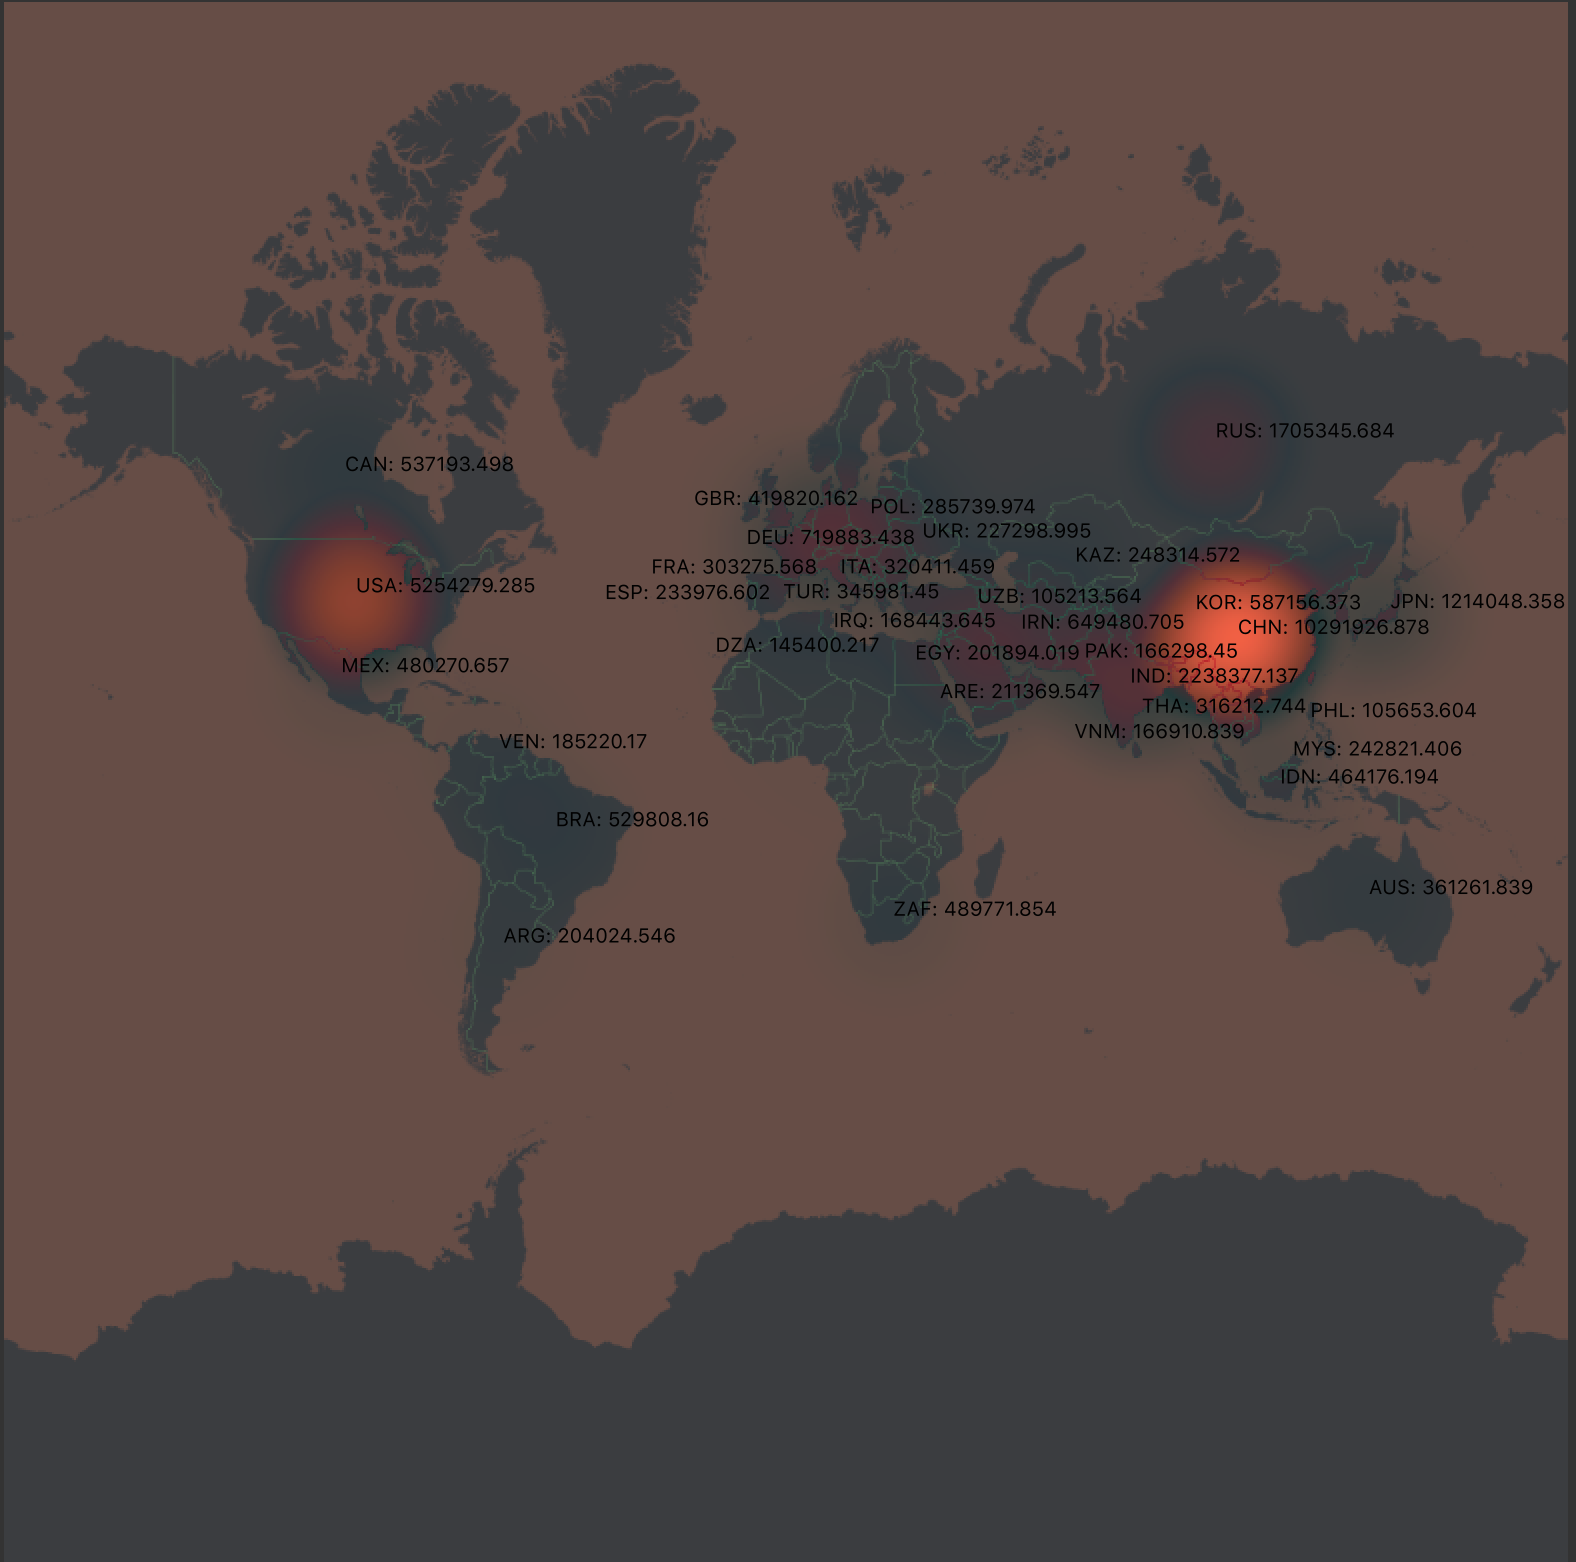 RUS: 1705345.684
CAN: 537193.498
GBR: 419820.162
POL: 285739.974
UKR: 227298.995
DEU: 719883.438
KAZ: 248314.572
FRA: 303275.568
ITA: 320411.459
USA: 5254279.285
ESP: 233976.602
TUR: 345981.45
UZB: 105213.564
KOR: 587156.373
JPN: 1214048.358
IRQ: 168443.645
IRN: 649480.705
CHN: 10291926.878
DZA: 145400.217
EGY: 201894.019
PAK: 166298.45
MEX: 480270.657
IND: 2238377.137
ARE: 211369.547
THA: 316212.744
PHL: 105653.604
VNM: 166910.839
VEN: 185220.17
MYS: 242821.406
IDN: 464176.194
BRA: 529808.16
AUS: 361261.839
ZAF: 489771.854
ARG: 204024.546